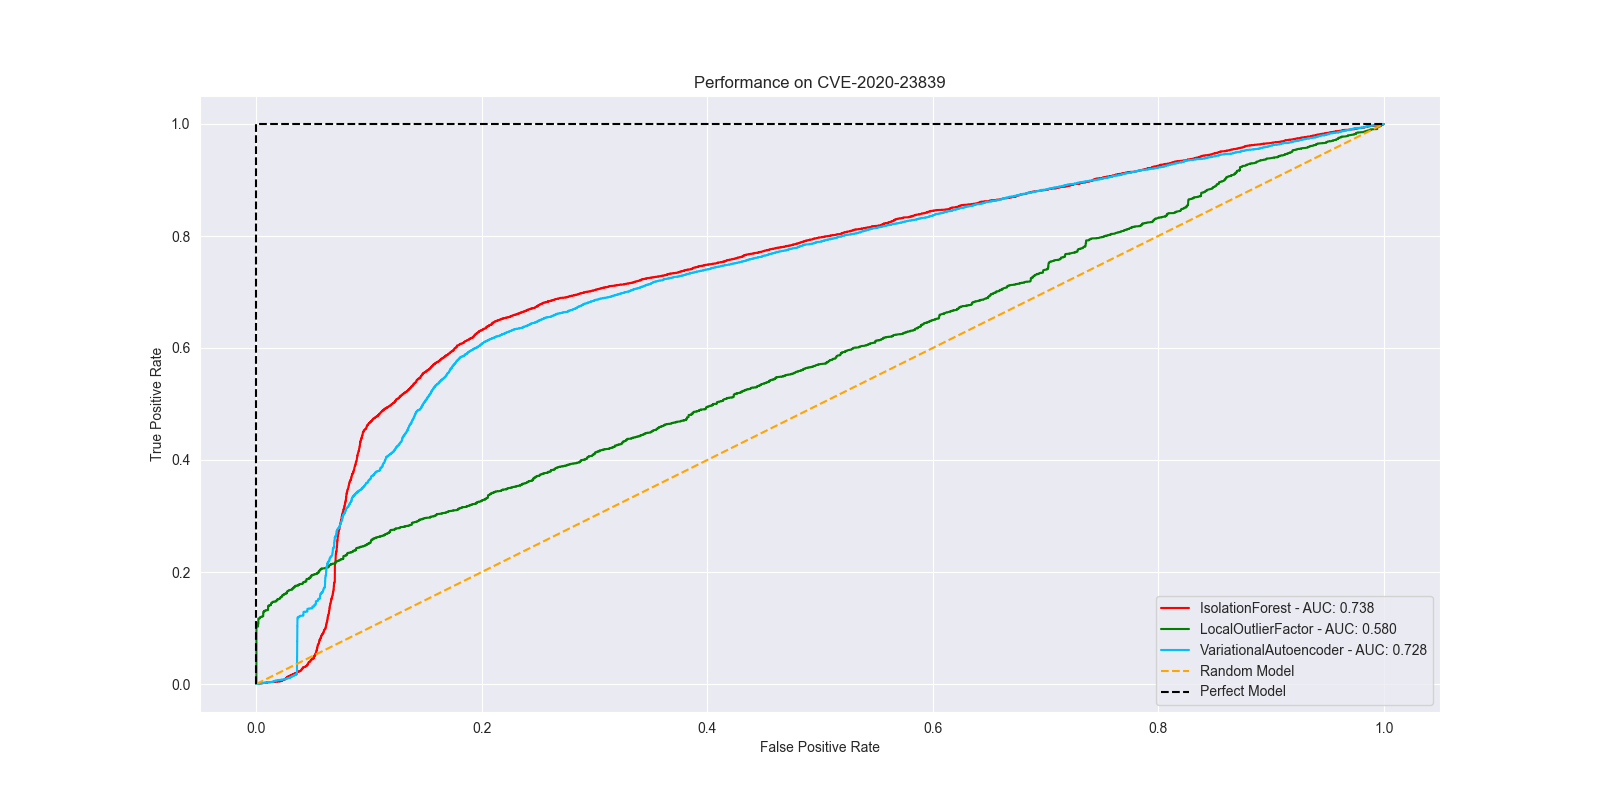 Performance on CVE-2020-23839
True Positive Rate
1.0
0.8
0.6
0.4
0.2
0.0
0.0 0.2 0.4 0.6 0.8 1.0
False Positive Rate
IsolationForest - AUC: 0.738
LocalOutlierFactor - AUC: 0.580
VariationalAutoencoder - AUC: 0.728
Random Model
Perfect Model